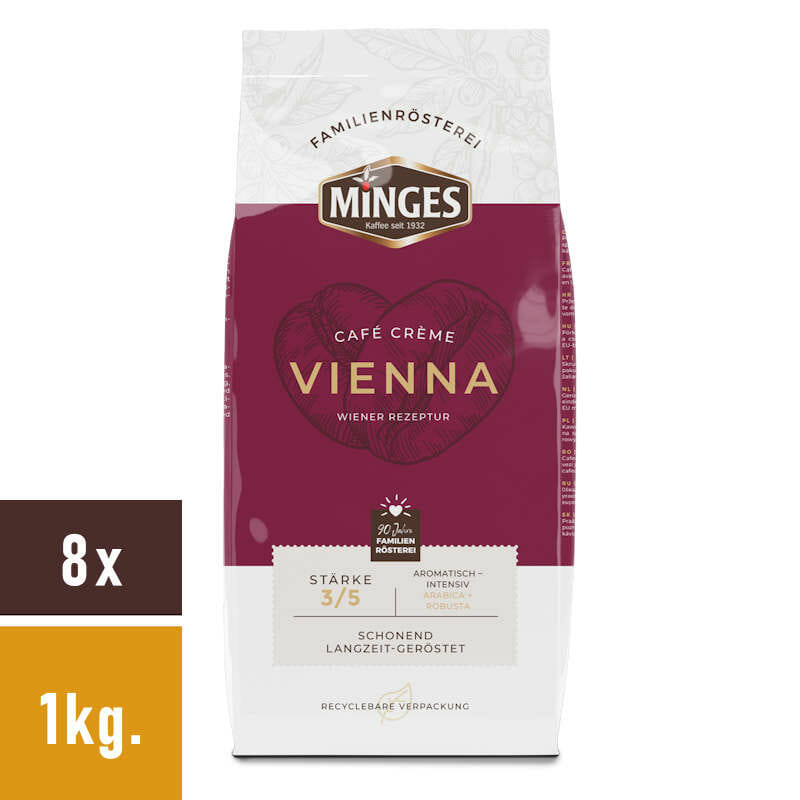 FAMILIENRÖSTEREI
MINGES
Kaffee seit 1932
CAFÉ CRÈME
VIENNA
WIENER REZEPTUR
90 Jahre
FAMILIEN
RÖSTEREI
STÄRKE
3/5
AROMATISCH –
INTENSIV
ARABICA +
ROBUSTA
SCHONEND
LANGZEIT-GERÖSTET
RECYCLEBARE VERPACKUNG
8x
1kg.